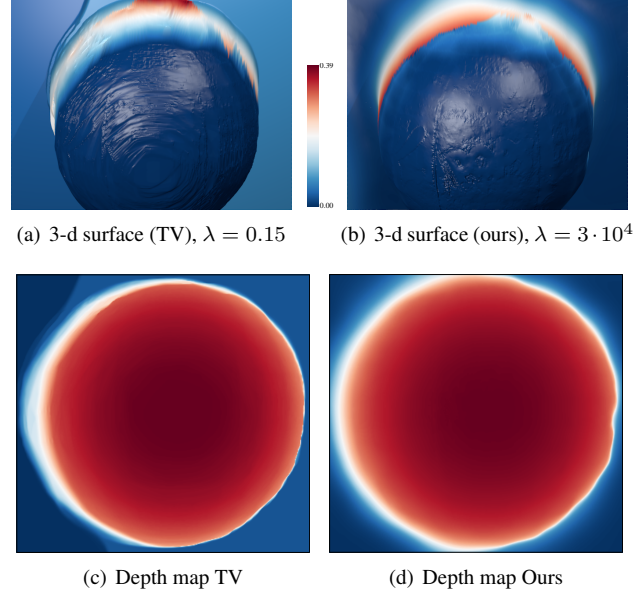 0.39
0.00
(a) 3-d surface (TV), λ = 0.15
(b) 3-d surface (ours), λ = 3 · 10⁴
(c) Depth map TV
(d) Depth map Ours